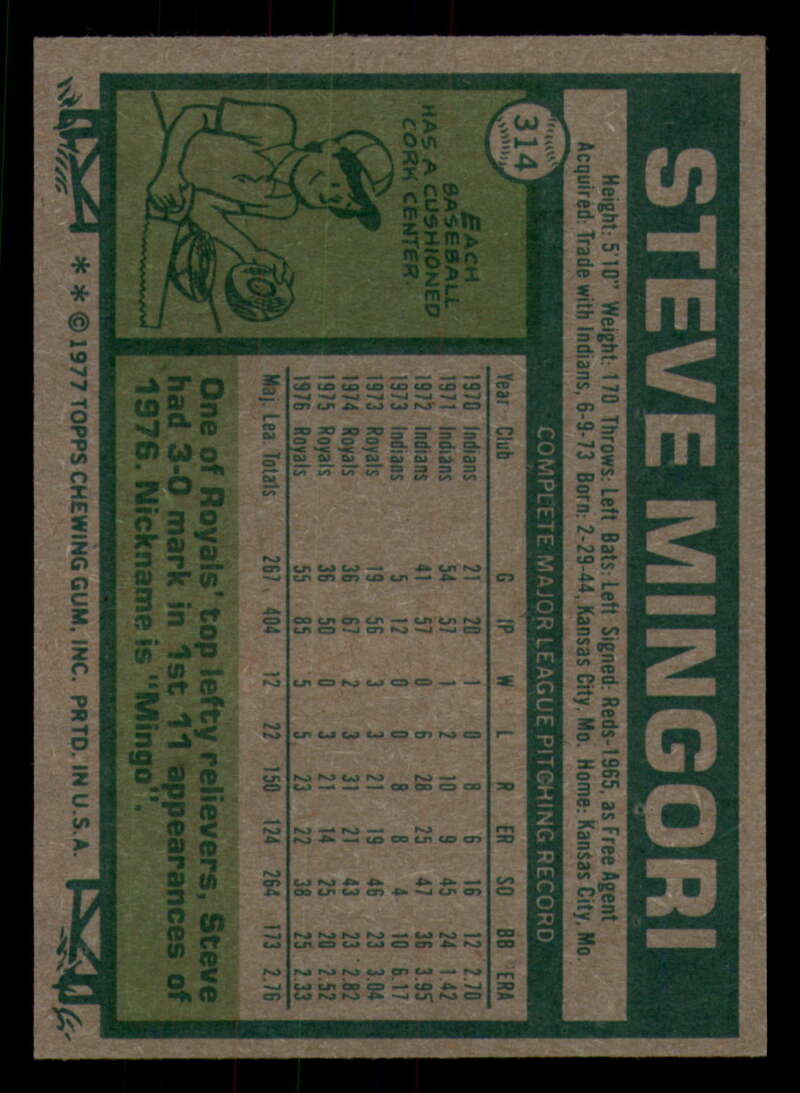 314
STEVE MINGORI
Height: 5'10" Weight: 170 Throws: Left Bats: Left Signed: Reds-1965, as Free Agent
Acquired: Trade with Indians, 6-9-73 Born: 2-29-44, Kansas City, Mo. Home: Kansas City, Mo.
COMPLETE MAJOR LEAGUE PITCHING RECORD
Year Club G IP W L R ER SO BB ERA
1970 Indians 21 20 1 0 8 6 16 12 2.70
1971 Indians 54 57 1 2 10 9 45 24 1.42
1972 Indians 41 57 0 6 28 25 47 36 3.95
1973 Indians 5 12 0 0 8 8 4 10 6.17
1973 Royals 19 56 3 3 21 19 46 23 3.04
1974 Royals 36 67 2 3 31 21 43 23 2.82
1975 Royals 36 50 0 3 21 14 25 20 2.52
1976 Royals 55 85 5 5 23 22 38 25 2.33
Maj. Lea. Totals 267 404 12 22 150 124 264 173 2.76
EACH
BASEBALL
HAS A CUSHIONED
CORK CENTER.
One of Royals' top lefty relievers, Steve
had 3-0 mark in 1st 11 appearances of
1976. Nickname is "Mingo".
* * © 1977 TOPPS CHEWING GUM, INC. PRTD. IN U.S.A.